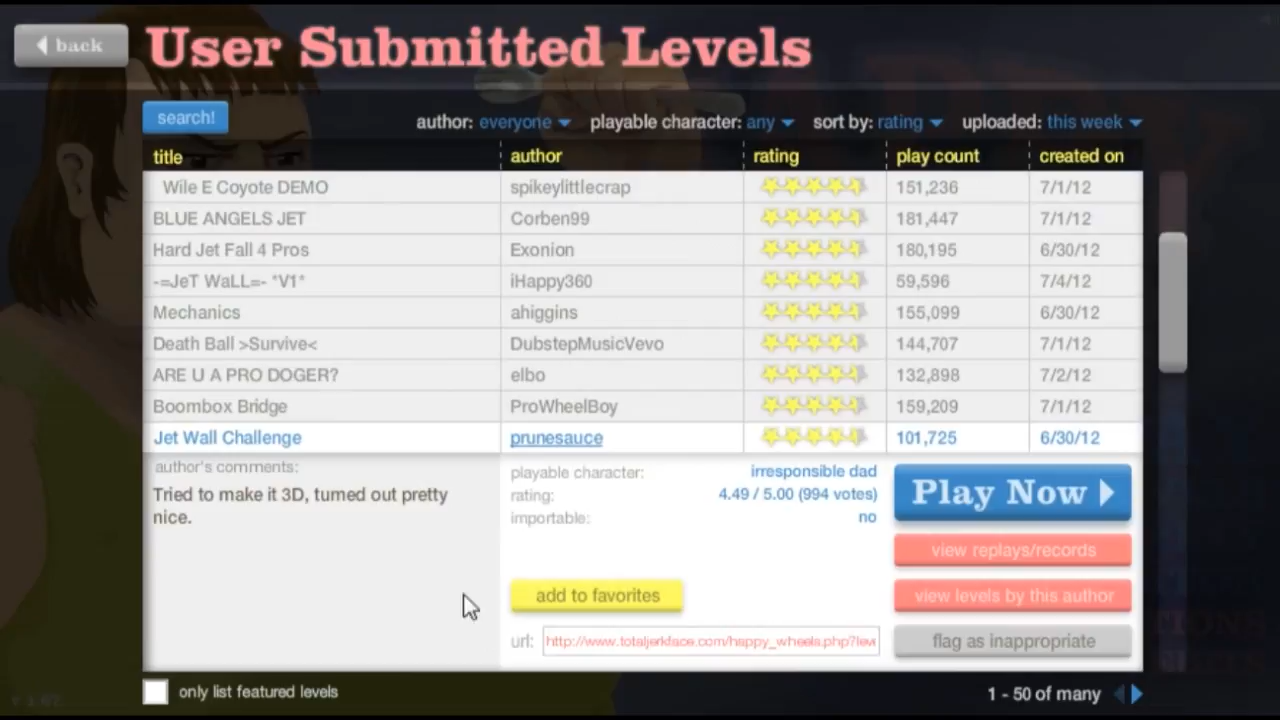 back
User Submitted Levels
search!
author: everyone playable character: any sort by: rating uploaded: this week
title author rating play count created on
Wile E Coyote DEMO spikeylittlecrap 151,236 7/1/12
BLUE ANGELS JET Corben99 181,447 7/1/12
Hard Jet Fall 4 Pros Exonion 180,195 6/30/12
-=JeT WaLL=- *V1* iHappy360 59,596 7/4/12
Mechanics ahiggins 155,099 6/30/12
Death Ball >Survive< DubstepMusicVevo 144,707 7/1/12
ARE U A PRO DOGER? elbo 132,898 7/2/12
Boombox Bridge ProWheelBoy 159,209 7/1/12
Jet Wall Challenge prunesauce 101,725 6/30/12
author's comments:
Tried to make it 3D, turned out pretty
nice.
playable character: irresponsible dad
rating: 4.49 / 5.00 (994 votes)
importable: no
add to favorites
url: http://www.totaljerkface.com/happy_wheels.php?lev
Play Now
view replays/records
view levels by this author
flag as inappropriate
only list featured levels
1 - 50 of many